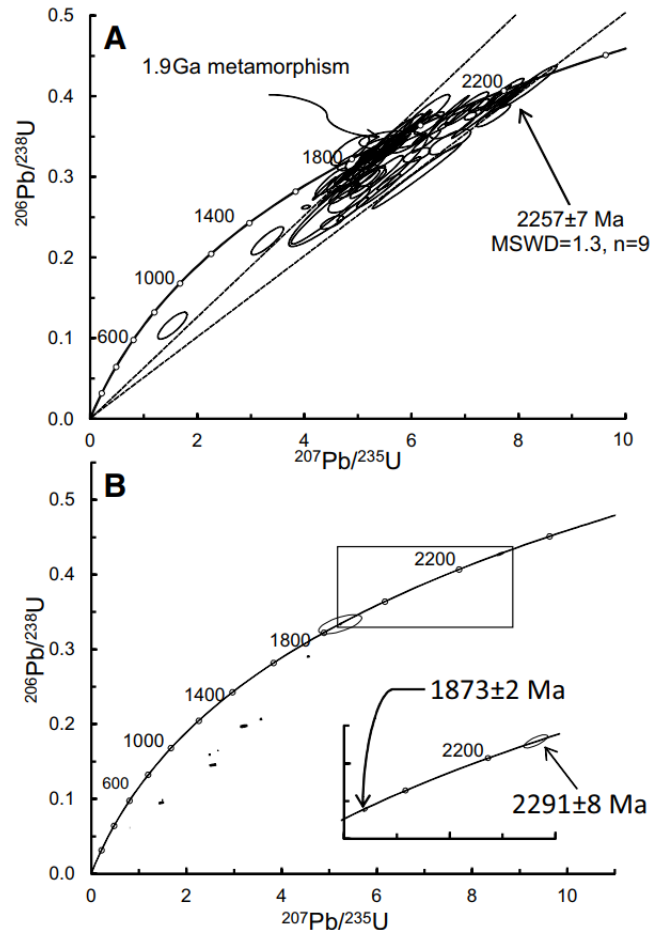 A
0.5
0.4
0.3
0.2
0.1
0.0
²⁰⁶Pb/²³⁸U
1.9Ga metamorphism
2200
1800
1400
1000
600
2257±7 Ma
MSWD=1.3, n=9
0 2 4 6 8 10
²⁰⁷Pb/²³⁵U
B
0.5
0.4
0.3
0.2
0.1
0.0
²⁰⁶Pb/²³⁸U
2200
1800
1400
1000
600
1873±2 Ma
2200
2291±8 Ma
0 2 4 6 8 10
²⁰⁷Pb/²³⁵U